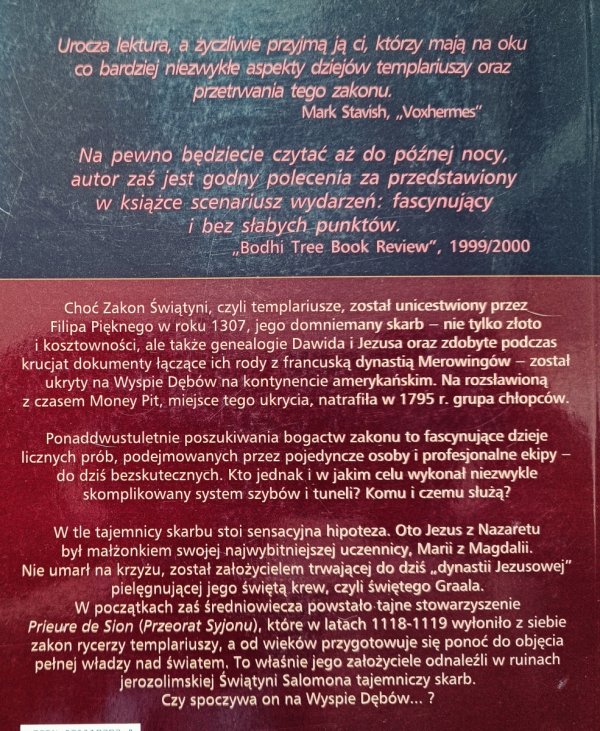 Urocza lektura, a życzliwie przyjmą ją ci, którzy mają na oku
co bardziej niezwykłe aspekty dziejów templariuszy oraz
przetrwania tego zakonu.
Mark Stavish, „Voxhermes"
Na pewno będziecie czytać aż do późnej nocy,
autor zaś jest godny polecenia za przedstawiony
w książce scenariusz wydarzeń: fascynujący
i bez słabych punktów.
„Bodhi Tree Book Review", 1999/2000
Choć Zakon Świątyni, czyli templariusze, został unicestwiony przez
Filipa Pięknego w roku 1307, jego domniemany skarb – nie tylko złoto
i kosztowności, ale także genealogie Dawida i Jezusa oraz zdobyte podczas
krucjat dokumenty łączące ich rody z francuską dynastią Merowingów – został
ukryty na Wyspie Dębów na kontynencie amerykańskim. Na rozsławioną
z czasem Money Pit, miejsce tego ukrycia, natrafiła w 1795 r. grupa chłopców.
Ponaddwustuletnie poszukiwania bogactw zakonu to fascynujące dzieje
licznych prób, podejmowanych przez pojedyncze osoby i profesjonalne ekipy –
do dziś bezskutecznych. Kto jednak i w jakim celu wykonał niezwykle
skomplikowany system szybów i tuneli? Komu i czemu służą?
W tle tajemnicy skarbu stoi sensacyjna hipoteza. Oto Jezus z Nazaretu
był małżonkiem swojej najwybitniejszej uczennicy, Marii z Magdalii.
Nie umarł na krzyżu, został założycielem trwającej do dziś „dynastii Jezusowej"
pielęgnującej jego świętą krew, czyli świętego Graala.
W początkach zaś średniowiecza powstało tajne stowarzyszenie
Prieure de Sion (Przeorat Syjonu), które w latach 1118-1119 wyłoniło z siebie
zakon rycerzy templariuszy, a od wieków przygotowuje się ponoć do objęcia
pełnej władzy nad światem. To właśnie jego założyciele odnaleźli w ruinach
jerozolimskiej Świątyni Salomona tajemniczy skarb.
Czy spoczywa on na Wyspie Dębów... ?